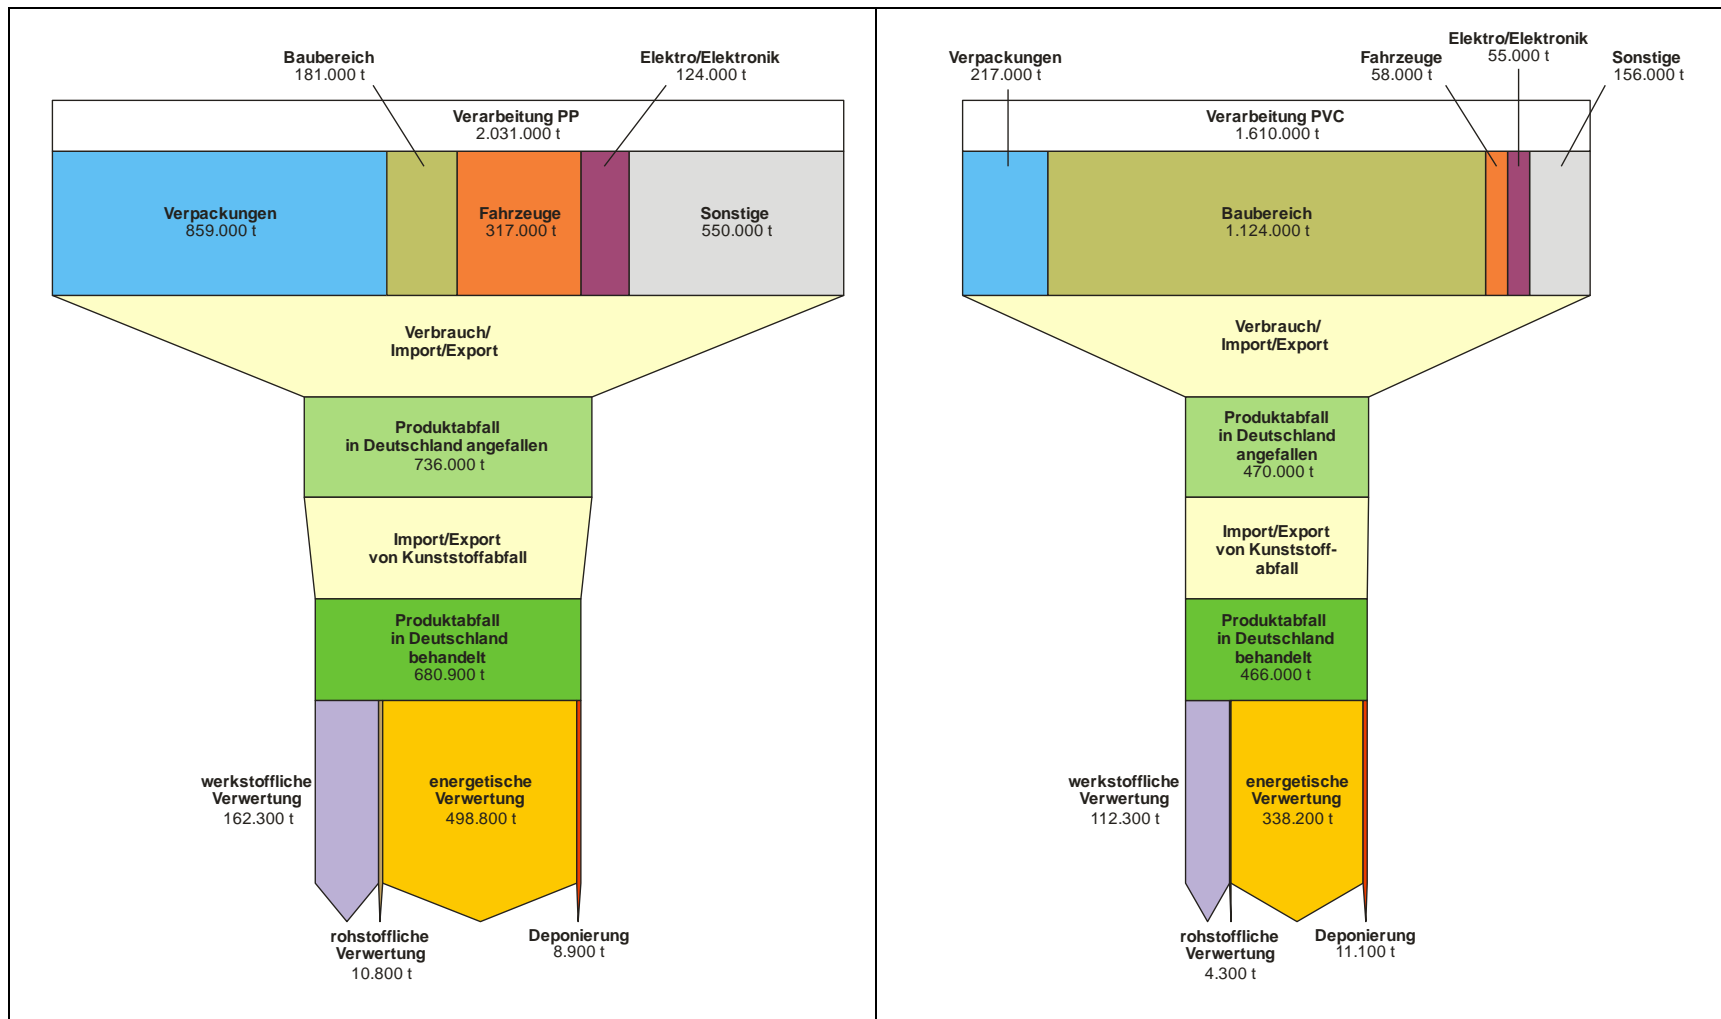 Baubereich
181.000 t
Elektro/Elektronik
124.000 t
Verarbeitung PP
2.031.000 t
Verpackungen
859.000 t
Fahrzeuge
317.000 t
Sonstige
550.000 t
Verbrauch/
Import/Export
Produktabfall
in Deutschland angefallen
736.000 t
Import/Export
von Kunststoffabfall
Produktabfall
in Deutschland
behandelt
680.900 t
werkstoffliche
Verwertung
162.300 t
energetische
Verwertung
498.800 t
rohstoffliche
Verwertung
10.800 t
Deponierung
8.900 t
Verpackungen
217.000 t
Fahrzeuge
58.000 t
Elektro/Elektronik
55.000 t
Sonstige
156.000 t
Verarbeitung PVC
1.610.000 t
Baubereich
1.124.000 t
Verbrauch/
Import/Export
Produktabfall
in Deutschland
angefallen
470.000 t
Import/Export
von Kunststoff-
abfall
Produktabfall
in Deutschland
behandelt
466.000 t
werkstoffliche
Verwertung
112.300 t
energetische
Verwertung
338.200 t
rohstoffliche
Verwertung
4.300 t
Deponierung
11.100 t